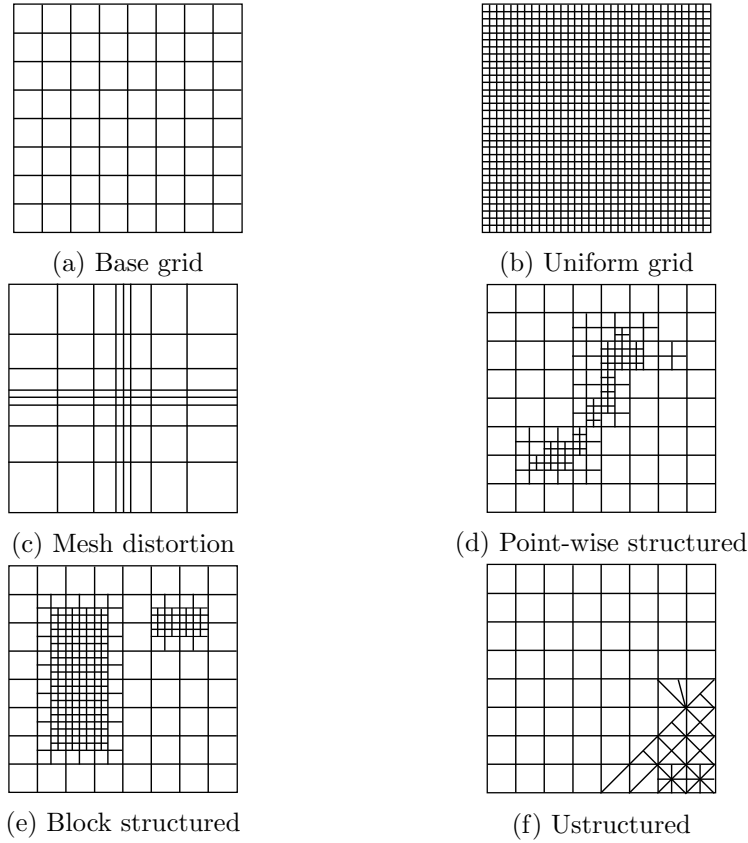 (a) Base grid
(b) Uniform grid
(c) Mesh distortion
(d) Point-wise structured
(e) Block structured
(f) Ustructured